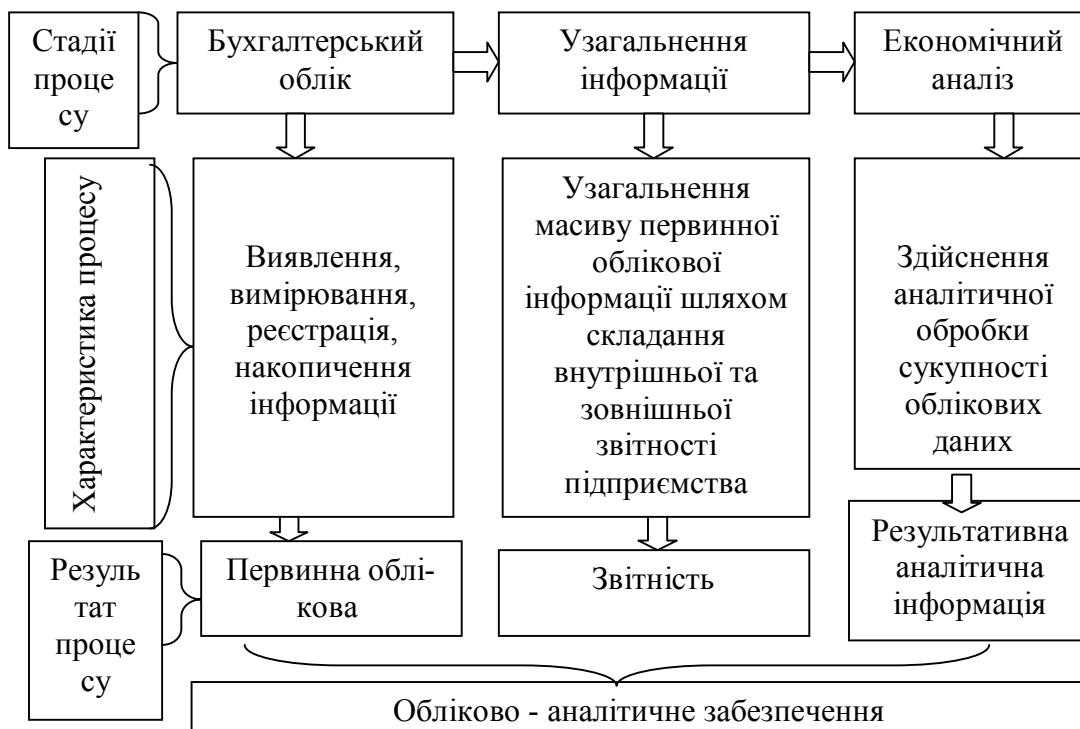 Стадії
проце
су
Бухгалтерський
облік
Узагальнення
інформації
Економічний
аналіз
Характеристика процесу
Виявлення,
вимірювання,
реєстрація,
накопичення
інформації
Узагальнення
масиву первинної
облікової
інформації шляхом
складання
внутрішньої та
зовнішньої
звітності
підприємства
Здійснення
аналітичної
обробки
сукупності
облікових
даних
Резуль
тат
проце
су
Первинна облі-
кова
Звітність
Результативна
аналітична
інформація
Обліково - аналітичне забезпечення